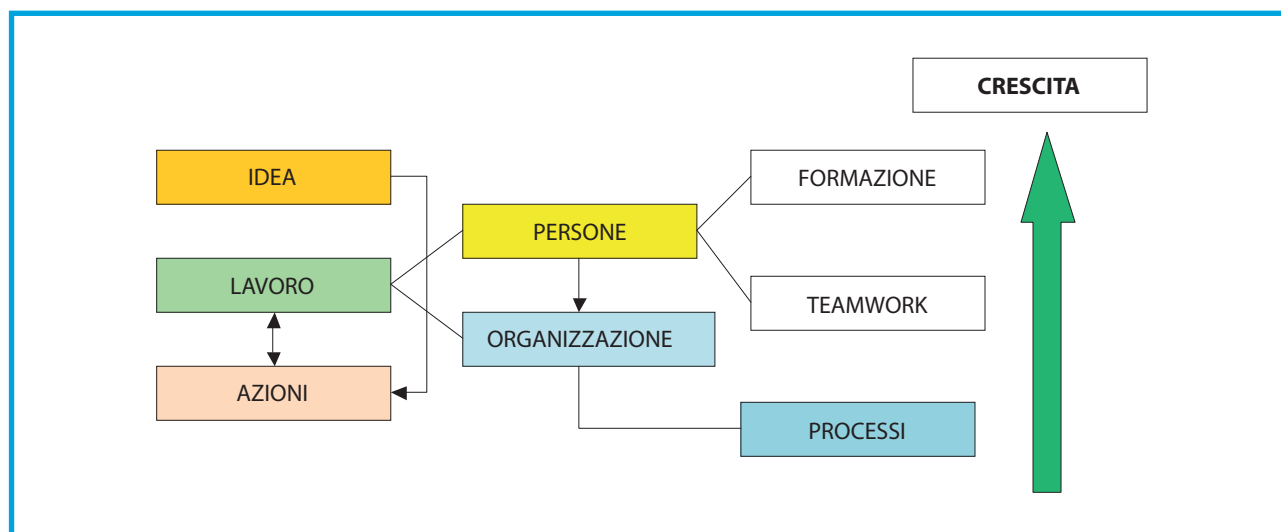 CRESCITA
IDEA
FORMAZIONE
PERSONE
LAVORO
TEAMWORK
ORGANIZZAZIONE
AZIONI
PROCESSI